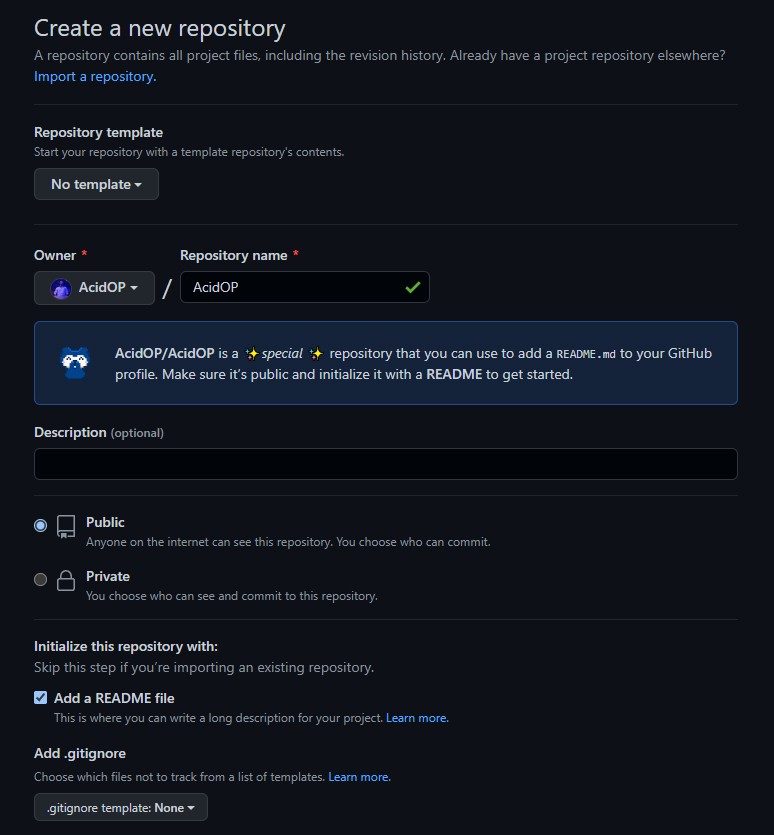 Create a new repository
A repository contains all project files, including the revision history. Already have a project repository elsewhere?
Import a repository.
Repository template
Start your repository with a template repository's contents.
No template
Owner * Repository name *
AcidOP / AcidOP
AcidOP/AcidOP is a ✨ special ✨ repository that you can use to add a README.md to your GitHub
profile. Make sure it’s public and initialize it with a README to get started.
Description (optional)
Public
Anyone on the internet can see this repository. You choose who can commit.
Private
You choose who can see and commit to this repository.
Initialize this repository with:
Skip this step if you’re importing an existing repository.
Add a README file
This is where you can write a long description for your project. Learn more.
Add .gitignore
Choose which files not to track from a list of templates. Learn more.
.gitignore template: None